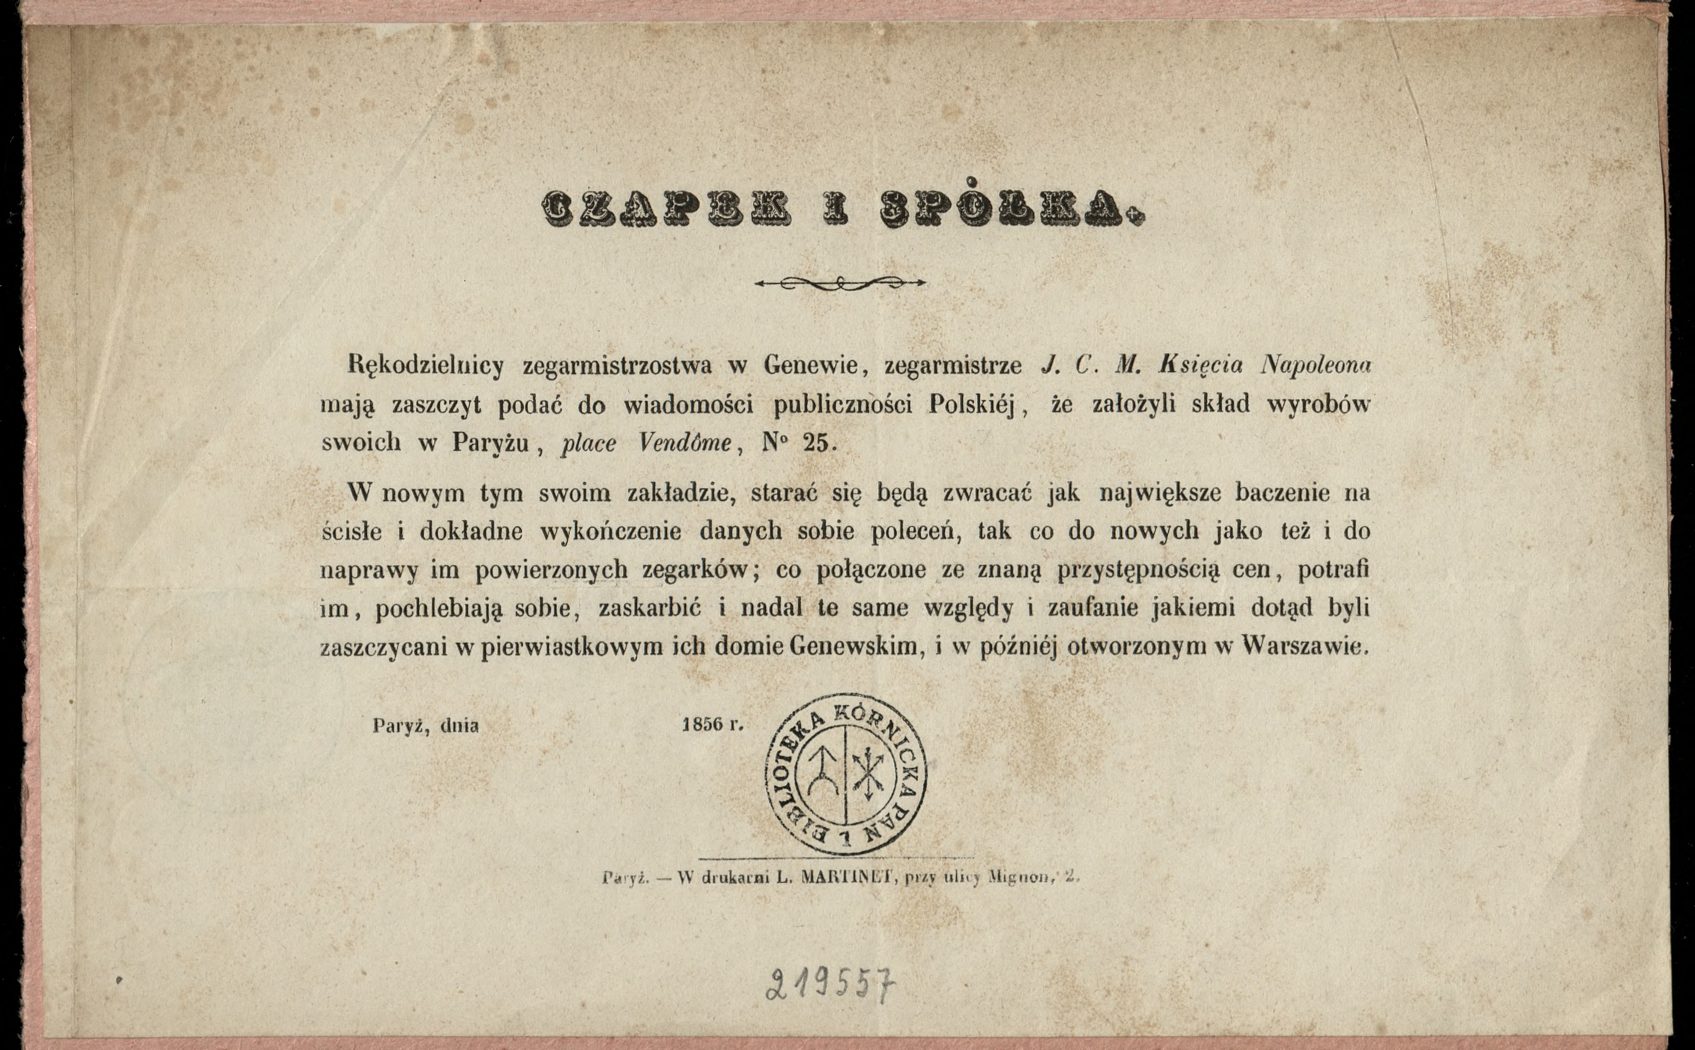 CZAPEK I SPÓŁKA.
Rękodzielnicy zegarmistrzostwa w Genewie, zegarmistrze J. C. M. Księcia Napoleona
mają zaszczyt podać do wiadomości publiczności Polskiéj, że założyli skład wyrobów
swoich w Paryżu, place Vendôme, Nº 25.
W nowym tym swoim zakładzie, starać się będą zwracać jak największe baczenie na
ścisłe i dokładne wykończenie danych sobie poleceń, tak co do nowych jako też i do
naprawy im powierzonych zegarków; co połączone ze znaną przystępnością cen, potrafi
im, pochlebiają sobie, zaskarbić i nadal te same względy i zaufanie jakiemi dotąd byli
zaszczycani w pierwiastkowym ich domie Genewskim, i w późniéj otworzonym w Warszawie.
Paryż, dnia 1856 r.
BIBLIOTEKA KÓRNICKA PAN 1
Paryż. — W drukarni L. MARTINET, przy ulicy Mignon, 2.
219557